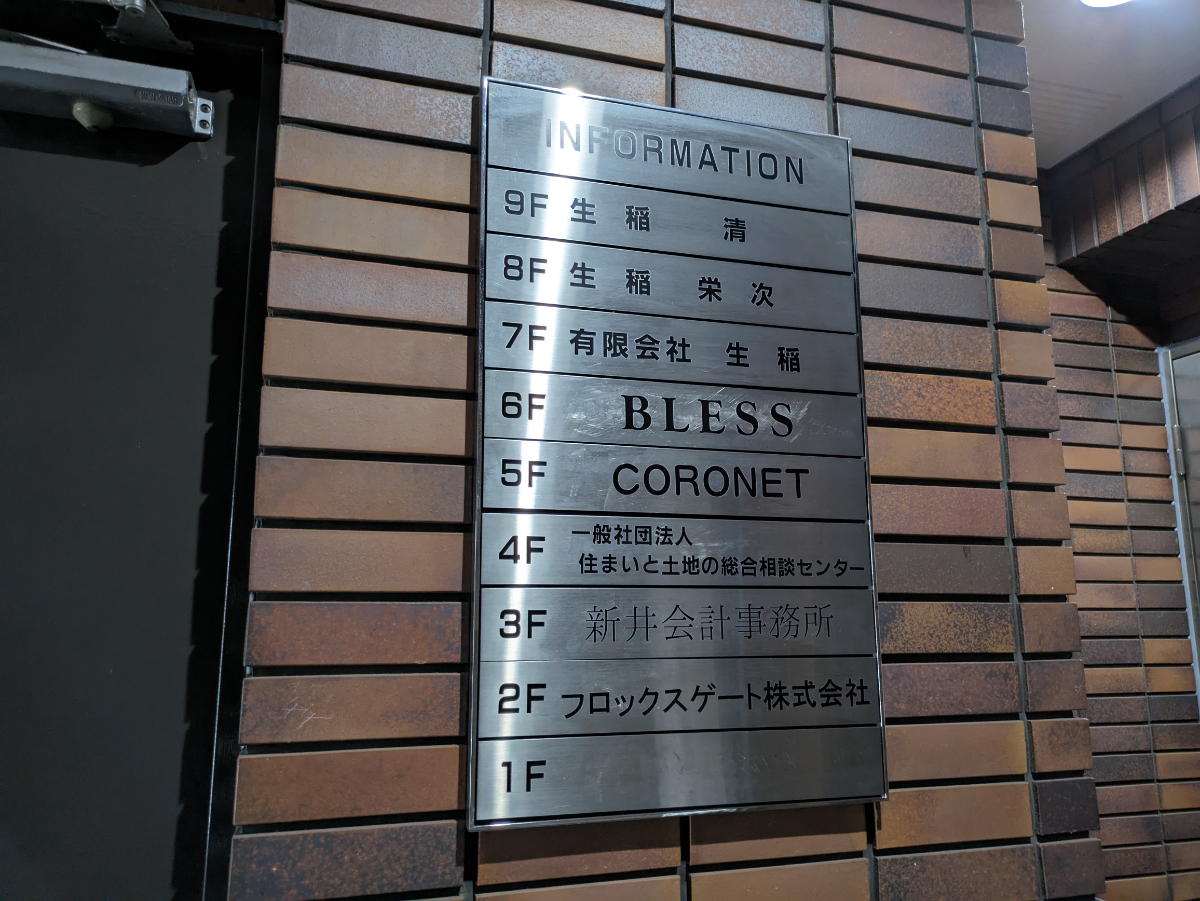 INFORMATION
9F 生稲 清
8F 生稲 栄次
7F 有限会社 生稲
6F BLESS
5F CORONET
4F 一般社団法人
住まいと土地の総合相談センター
3F 新井会計事務所
2F フロックスゲート株式会社
1F